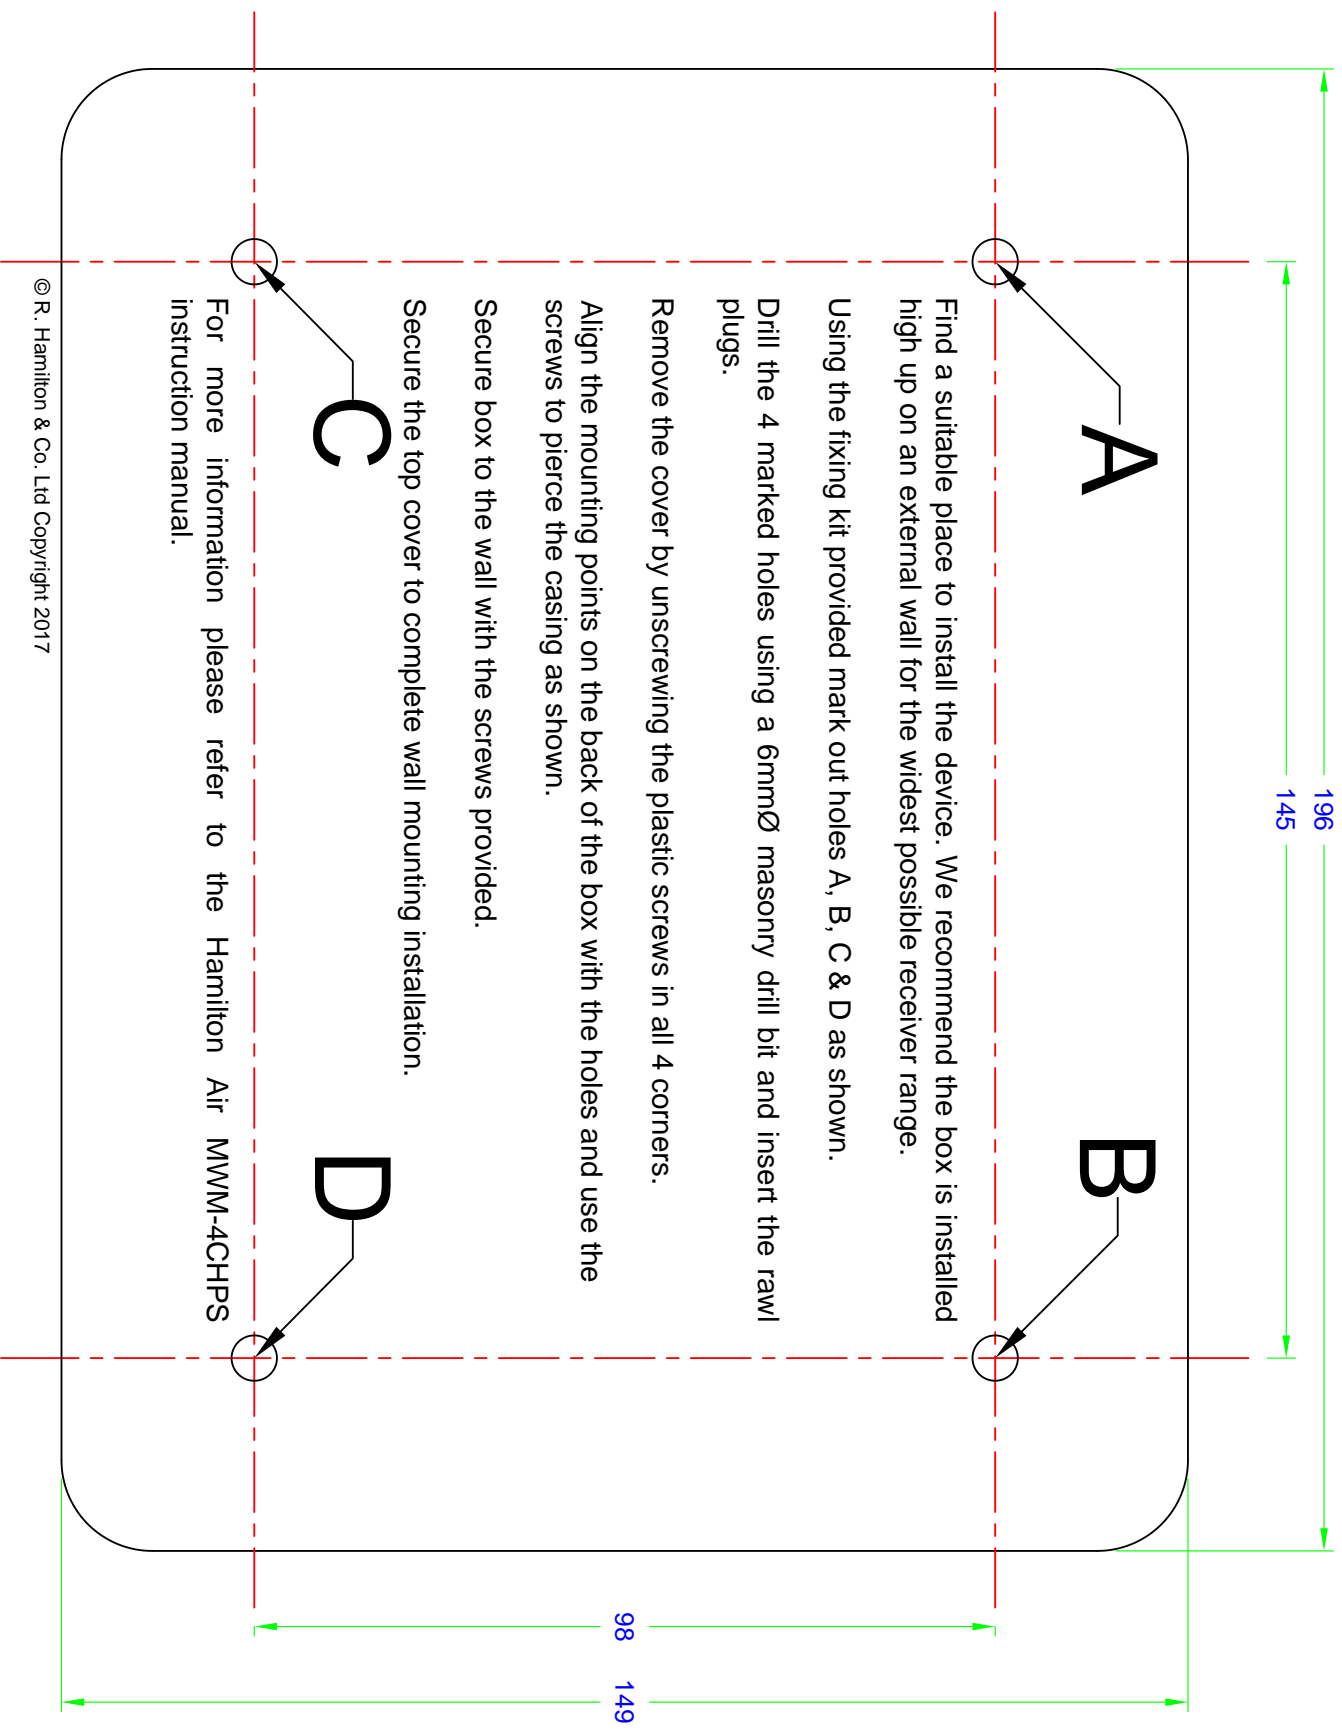 196
145
A
B
Find a suitable place to install the device. We recommend the box is installed
high up on an external wall for the widest possible receiver range.
Using the fixing kit provided mark out holes A, B, C & D as shown.
Drill the 4 marked holes using a 6mmØ masonry drill bit and insert the rawl
plugs.
Remove the cover by unscrewing the plastic screws in all 4 corners.
Align the mounting points on the back of the box with the holes and use the
screws to pierce the casing as shown.
Secure box to the wall with the screws provided.
Secure the top cover to complete wall mounting installation.
98
149
C
D
For more information please refer to the Hamilton Air MWM-4CHPS
instruction manual.
© R. Hamilton & Co. Ltd Copyright 2017